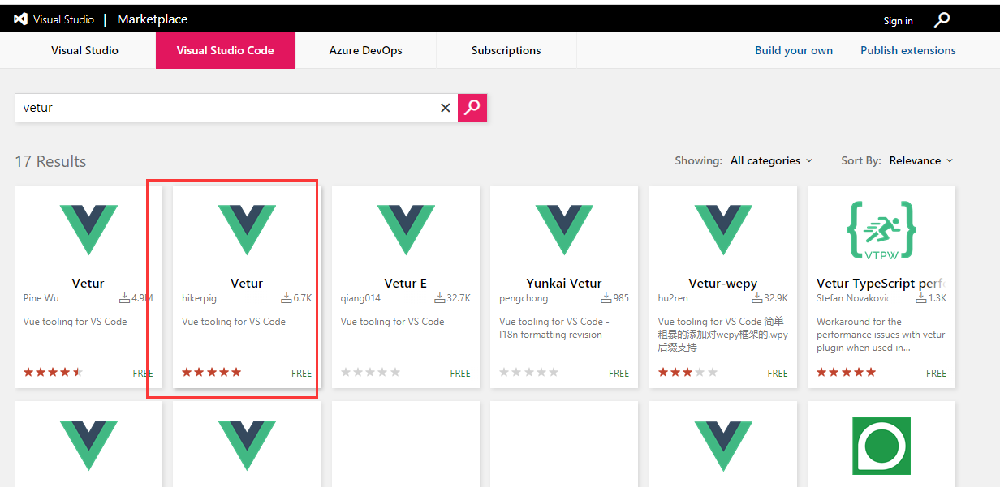 Visual Studio | Marketplace
Sign in
Visual Studio
Visual Studio Code
Azure DevOps
Subscriptions
Build your own
Publish extensions
vetur
17 Results
Showing: All categories
Sort By: Relevance
Vetur
Pine Wu 4.9M
Vue tooling for VS Code
FREE
Vetur
hikerpig 6.7K
Vue tooling for VS Code
FREE
Vetur E
qiang014 32.7K
Vue tooling for VS Code
FREE
Yunkai Vetur
pengchong 985
Vue tooling for VS Code -
I18n formatting revision
FREE
Vetur-wepy
hu2ren 32.9K
Vue tooling for VS Code 简单
粗暴的添加对wepy框架的.wpy
后缀支持
FREE
VTPW
Vetur TypeScript perf
Stefan Novakovic 1.3K
Workaround for the
performance issues with vetur
plugin when used in...
FREE